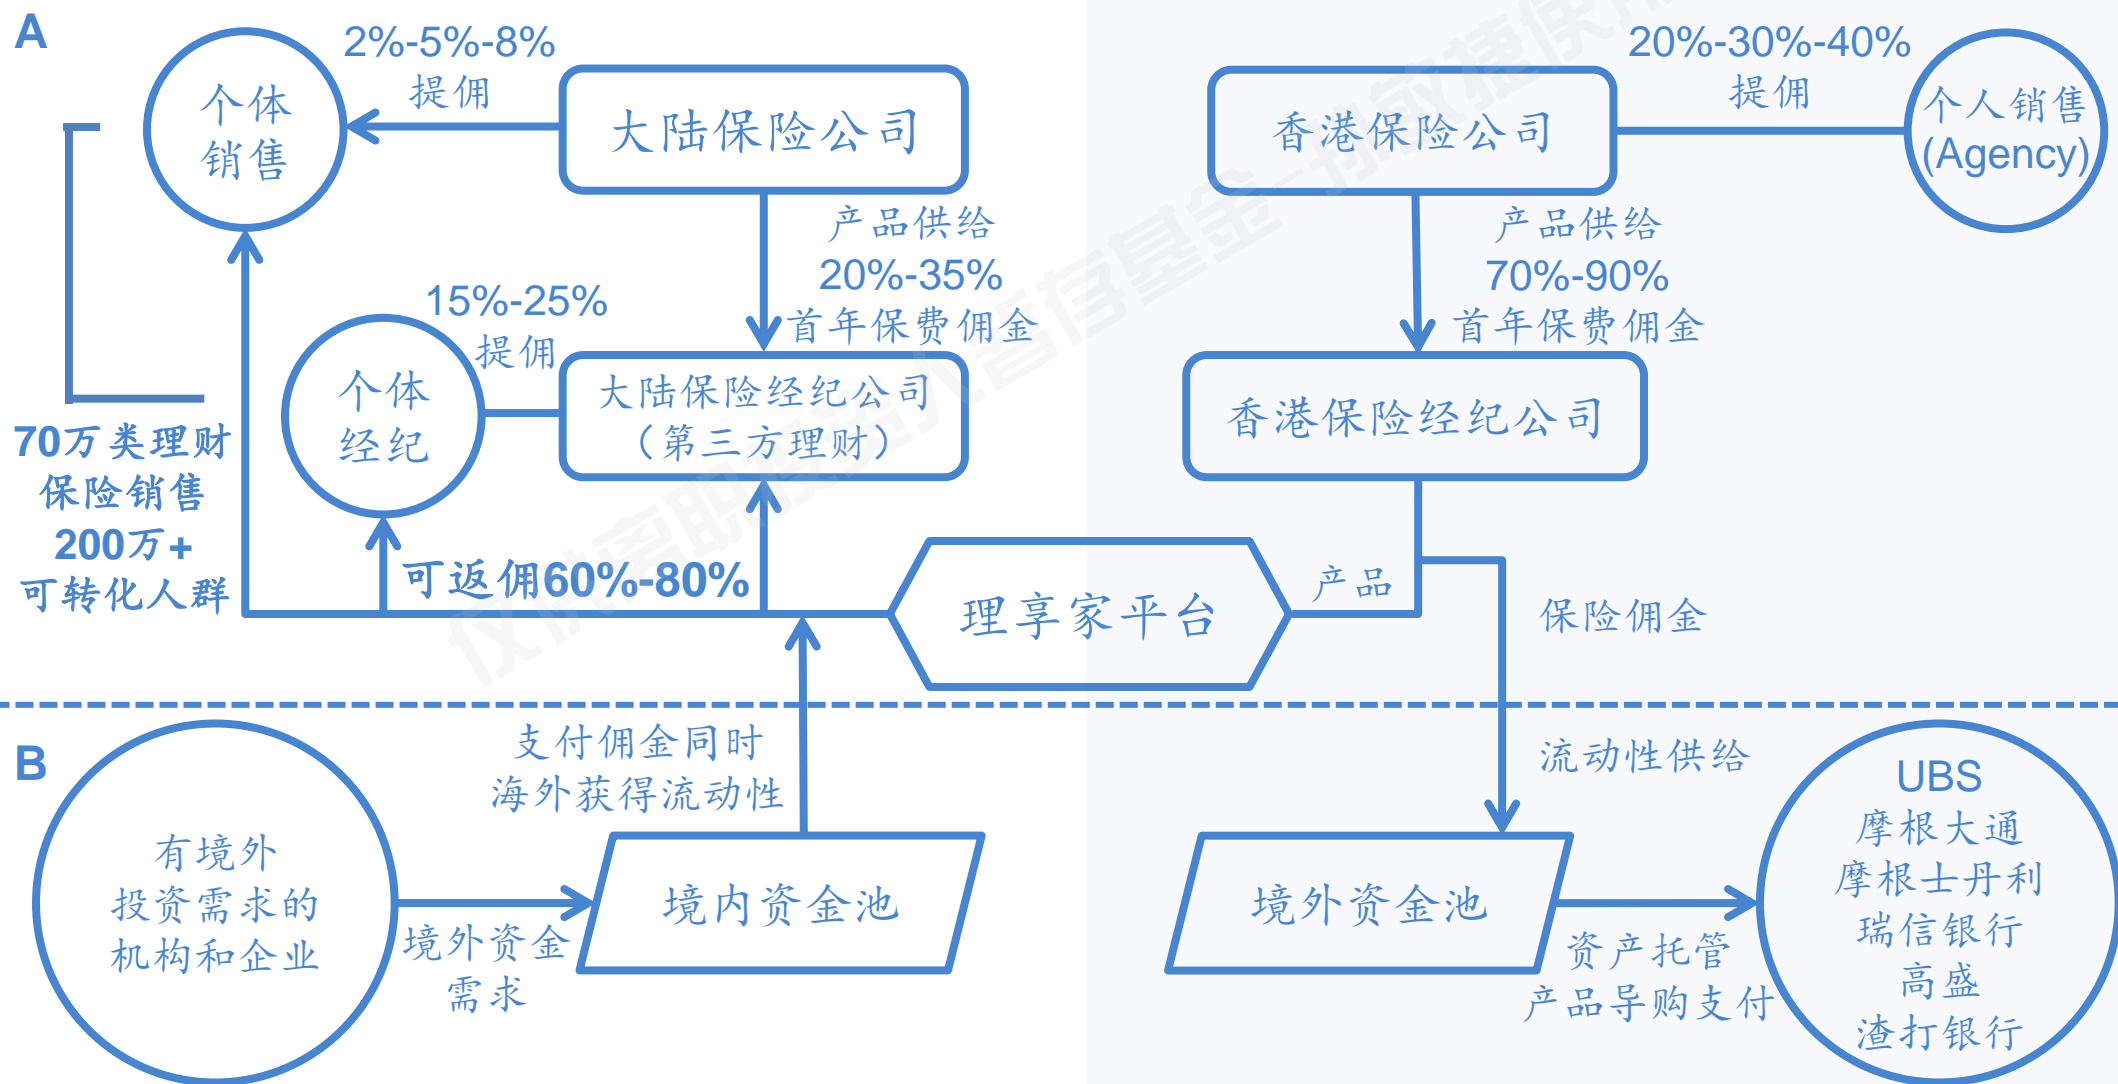 A
个体
销售
2%-5%-8%
提佣
大陆保险公司
香港保险公司
20%-30%-40%
提佣
个人销售
(Agency)
产品供给
20%-35%
首年保费佣金
产品供给
70%-90%
首年保费佣金
15%-25%
提佣
个体
经纪
大陆保险经纪公司
（第三方理财）
香港保险经纪公司
70万类理财
保险销售
200万+
可转化人群
可返佣60%-80%
理享家平台
产品
保险佣金
B
有境外
投资需求的
机构和企业
境外资金
需求
支付佣金同时
海外获得流动性
境内资金池
流动性供给
境外资金池
资产托管
产品导购支付
UBS
摩根大通
摩根士丹利
瑞信银行
高盛
渣打银行